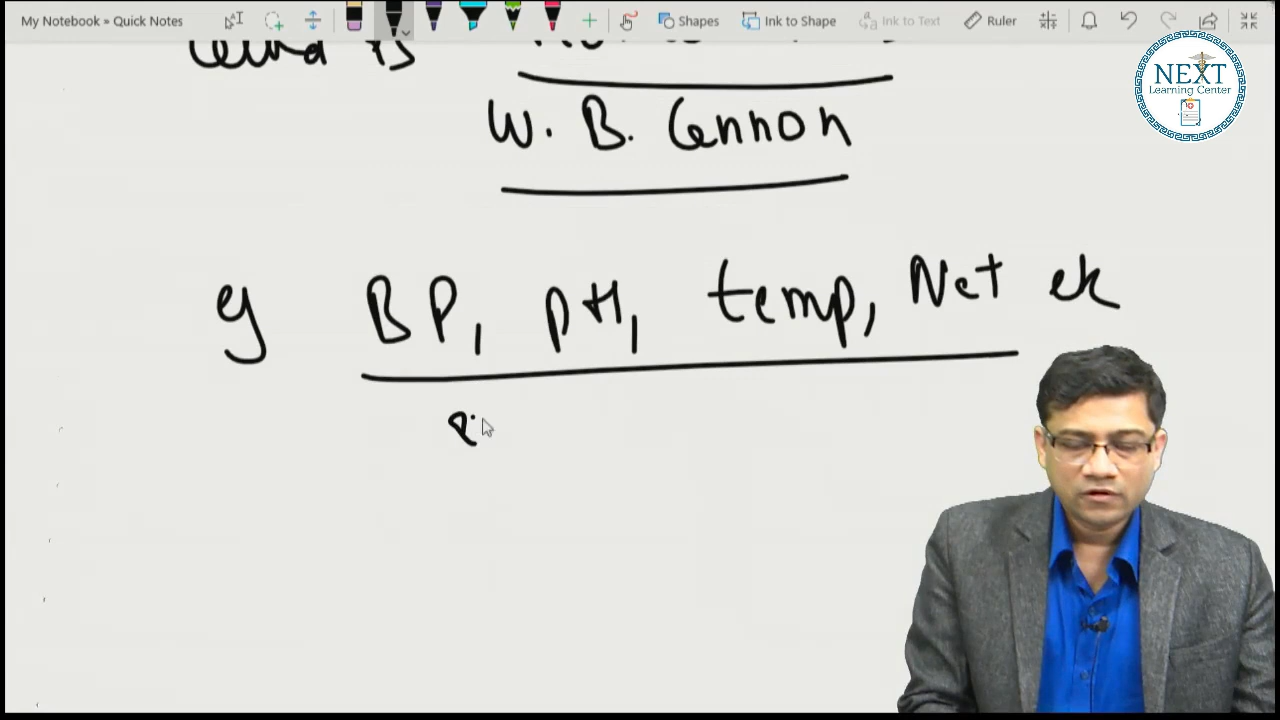 My Notebook » Quick Notes
Shapes
Ink to Shape
Ink to Text
Ruler
NEXT
Learning Center
W. B. Cannon
eg BP, pH, temp, Na+ etc